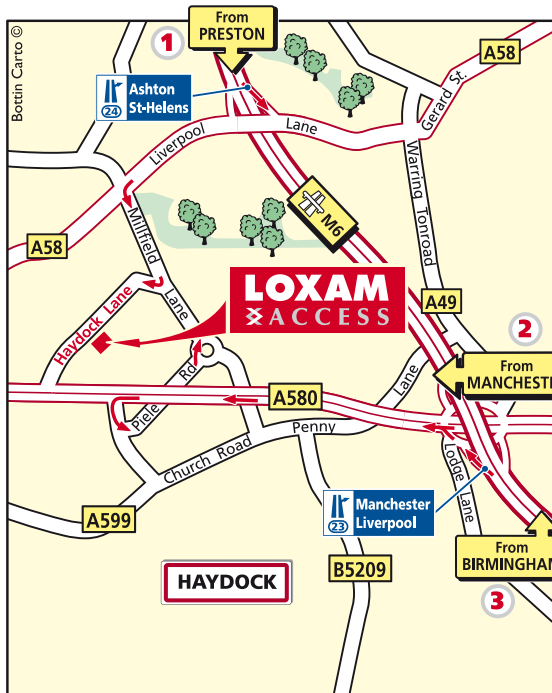 Bottin Carto ©
1
From
PRESTON
A58
24
Ashton
St-Helens
Gerard St.
Liverpool
Lane
Warring Tonroad
Millfield
Lane
M6
A58
Haydock Lane
LOXAM
ACCESS
A49
2
From
MANCHESTE
Piele Rd
A580
Lane
Penny
Church Road
Lodge Lane
A599
23
Manchester
Liverpool
HAYDOCK
B5209
From
BIRMINGHAM
3